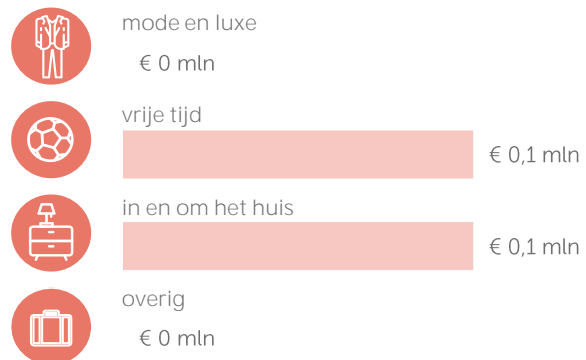 mode en luxe
€ 0 mln
vrije tijd
€ 0,1 mln
in en om het huis
€ 0,1 mln
overig
€ 0 mln